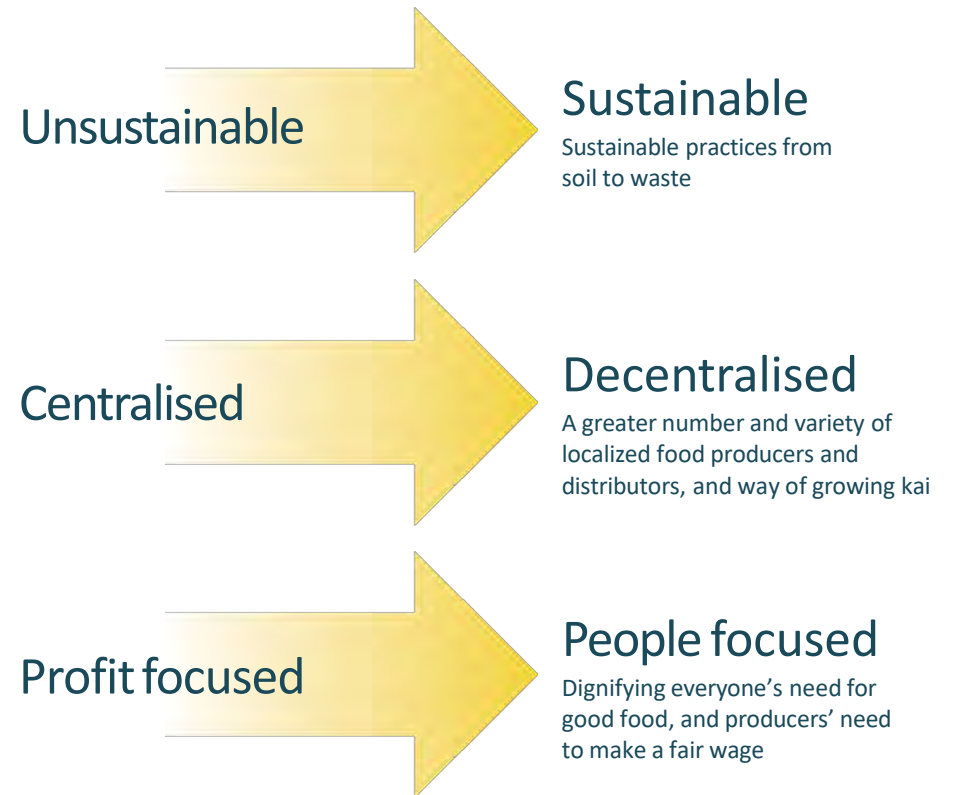 Unsustainable
Sustainable
Sustainable practices from
soil to waste
Centralised
Decentralised
A greater number and variety of
localized food producers and
distributors, and way of growing kai
Profit focused
People focused
Dignifying everyone’s need for
good food, and producers’ need
to make a fair wage